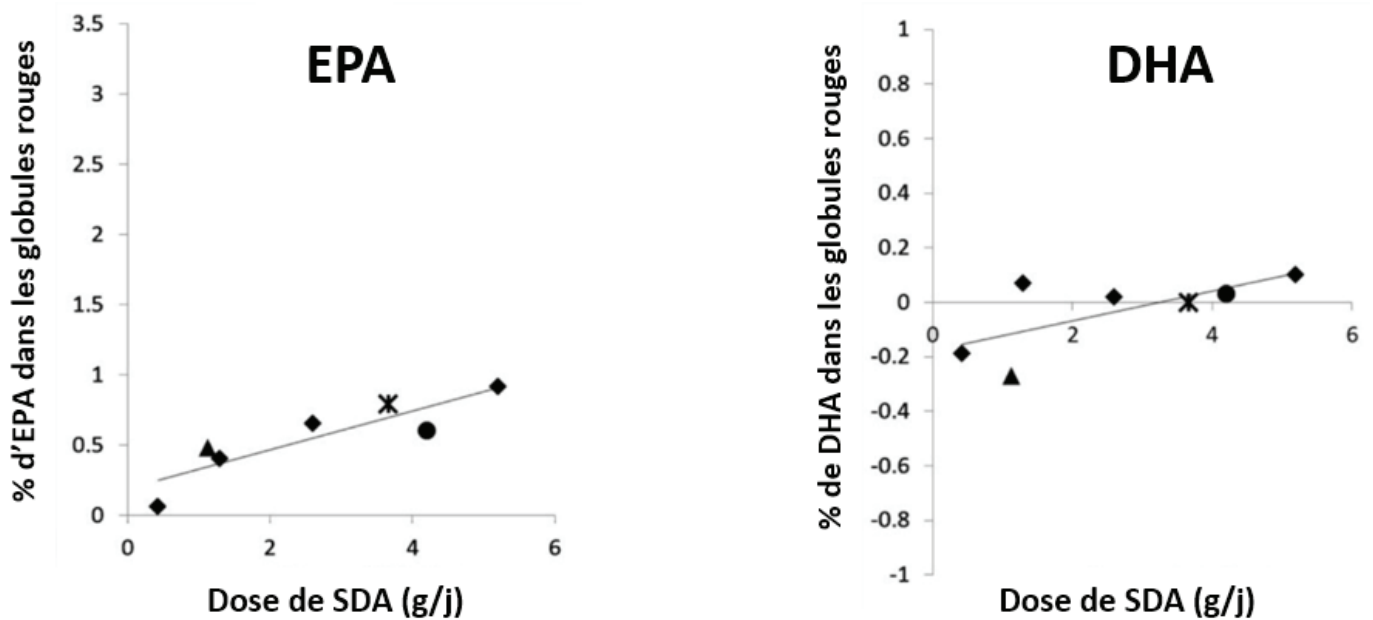 EPA
% d'EPA dans les globules rouges
3.5
3
2.5
2
1.5
1
0.5
0
0 2 4 6
Dose de SDA (g/j)
DHA
% de DHA dans les globules rouges
1
0.8
0.6
0.4
0.2
0
-0.2
-0.4
-0.6
-0.8
-1
0 2 4 6
Dose de SDA (g/j)